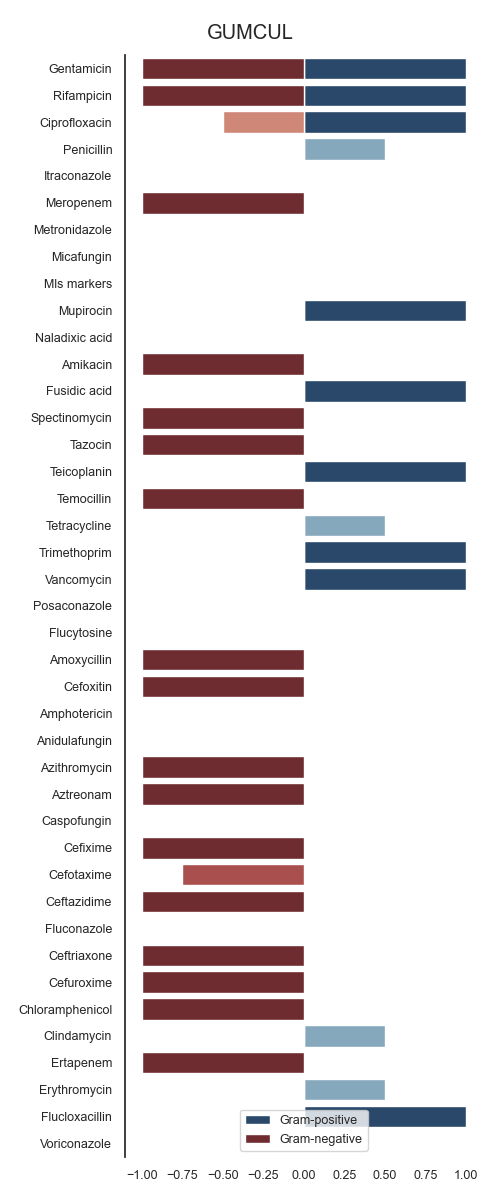 GUMCUL
Gentamicin
Rifampicin
Ciprofloxacin
Penicillin
Itraconazole
Meropenem
Metronidazole
Micafungin
Mls markers
Mupirocin
Naladixic acid
Amikacin
Fusidic acid
Spectinomycin
Tazocin
Teicoplanin
Temocillin
Tetracycline
Trimethoprim
Vancomycin
Posaconazole
Flucytosine
Amoxycillin
Cefoxitin
Amphotericin
Anidulafungin
Azithromycin
Aztreonam
Caspofungin
Cefixime
Cefotaxime
Ceftazidime
Fluconazole
Ceftriaxone
Cefuroxime
Chloramphenicol
Clindamycin
Ertapenem
Erythromycin
Flucloxacillin
Voriconazole
Gram-positive
Gram-negative
−1.00 −0.75 −0.50 −0.25 0.00 0.25 0.50 0.75 1.00